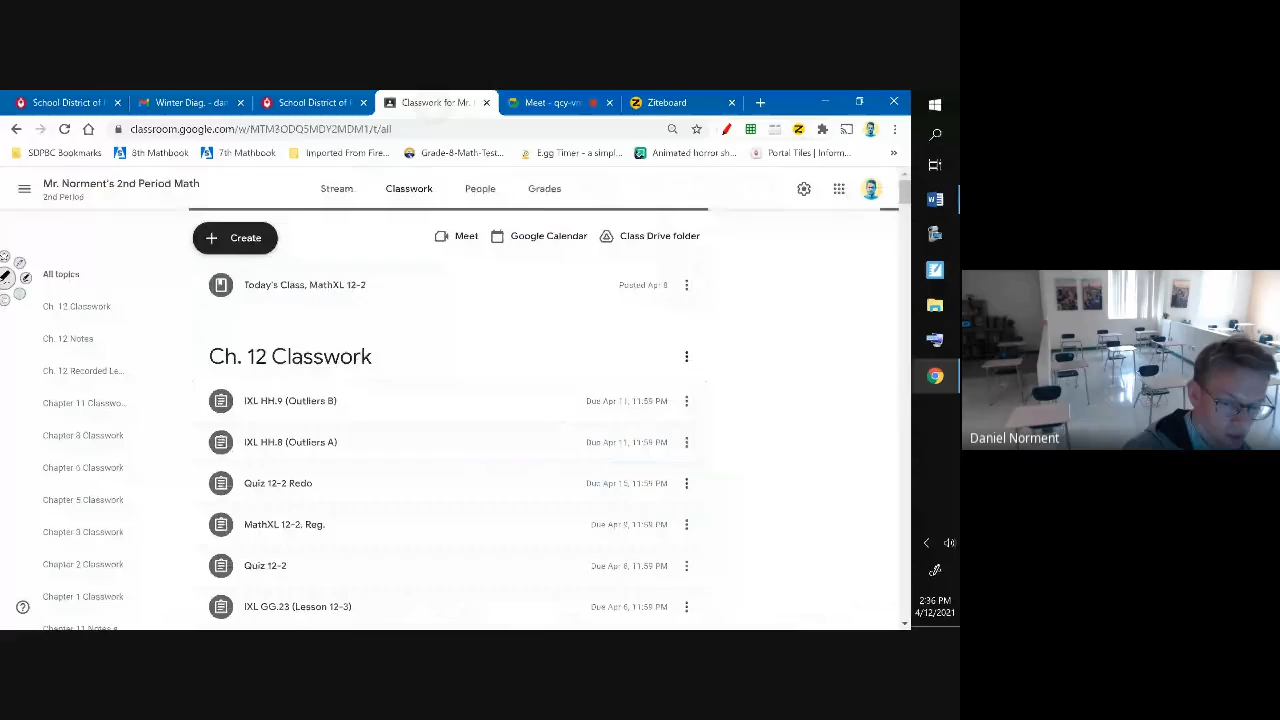 School District of
Winter Diag. - dan
School District of
Classwork for Mr.
Meet - qcy-vn
Ziteboard
classroom.google.com/w/MTM3ODQ5MDY2MDM1/t/all
SDPBC Bookmarks
8th Mathbook
7th Mathbook
Imported From Fire...
Grade-8-Math-Test...
Egg Timer - a simpl...
Animated horror sh...
Portal Tiles | Inform...
»
Mr. Norment's 2nd Period Math
2nd Period
Stream
Classwork
People
Grades
+ Create
Meet
Google Calendar
Class Drive folder
All topics
Ch. 12 Classwork
Ch. 12 Notes
Ch. 12 Recorded Le...
Chapter 11 Classwo...
Chapter 8 Classwork
Chapter 6 Classwork
Chapter 5 Classwork
Chapter 3 Classwork
Chapter 2 Classwork
Chapter 1 Classwork
Today's Class, MathXL 12-2
Posted Apr 8
Ch. 12 Classwork
IXL HH.9 (Outliers B)
Due Apr 11, 11:59 PM
IXL HH.8 (Outliers A)
Due Apr 11, 11:59 PM
Quiz 12-2 Redo
Due Apr 15, 11:59 PM
MathXL 12-2. Reg.
Due Apr 9, 11:59 PM
Quiz 12-2
Due Apr 6, 11:59 PM
IXL GG.23 (Lesson 12-3)
Due Apr 6, 11:59 PM
2:36 PM
4/12/2021
Daniel Norment